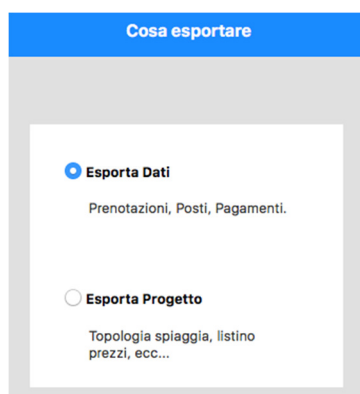 Cosa esportare
Esporta Dati
Prenotazioni, Posti, Pagamenti.
Esporta Progetto
Topologia spiaggia, listino
prezzi, ecc...